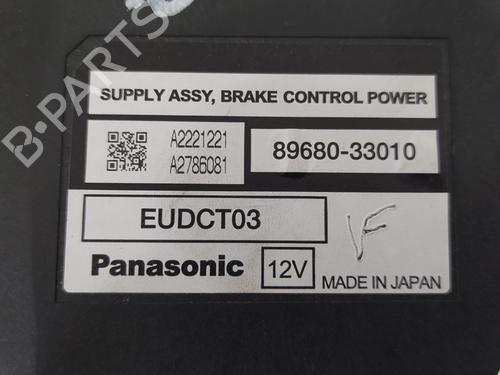 SUPPLY ASSY, BRAKE CONTROL POWER
A2221221
A2786081
89680-33010
EUDCT03
VF
Panasonic
12V
MADE IN JAPAN
B-PARTS